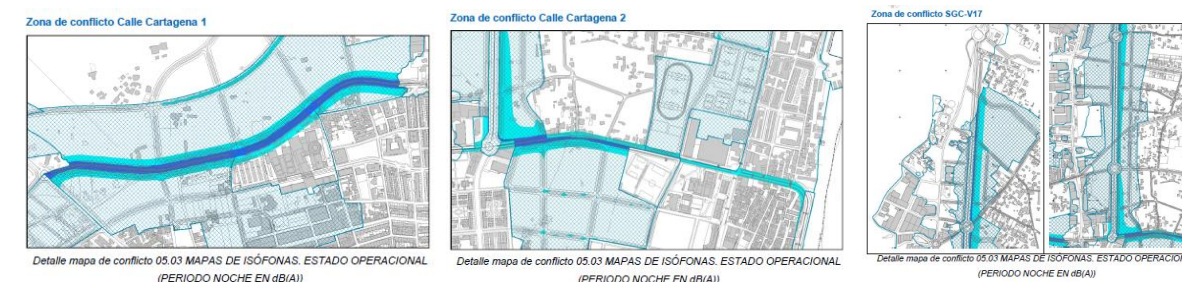 Zona de conflicto Calle Cartagena 1
Detalle mapa de conflicto 05.03 MAPAS DE ISÓFONAS. ESTADO OPERACIONAL
(PERIODO NOCHE EN dB(A))
Zona de conflicto Calle Cartagena 2
Detalle mapa de conflicto 05.03 MAPAS DE ISÓFONAS. ESTADO OPERACIONAL
(PERIODO NOCHE EN dB(A))
Zona de conflicto SGC-V17
Detalle mapa de conflicto 05.03 MAPAS DE ISÓFONAS. ESTADO OPERACION
(PERIODO NOCHE EN dB(A))